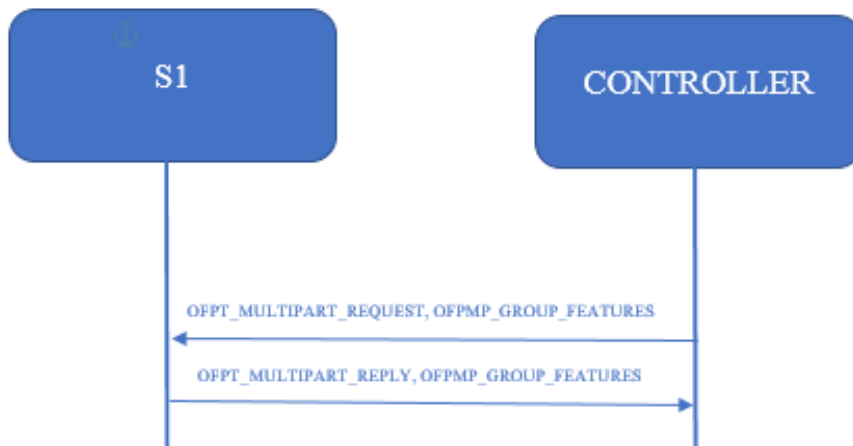 S1
CONTROLLER
OFPT_MULTIPART_REQUEST, OFPMP_GROUP_FEATURES
OFPT_MULTIPART_REPLY, OFPMP_GROUP_FEATURES